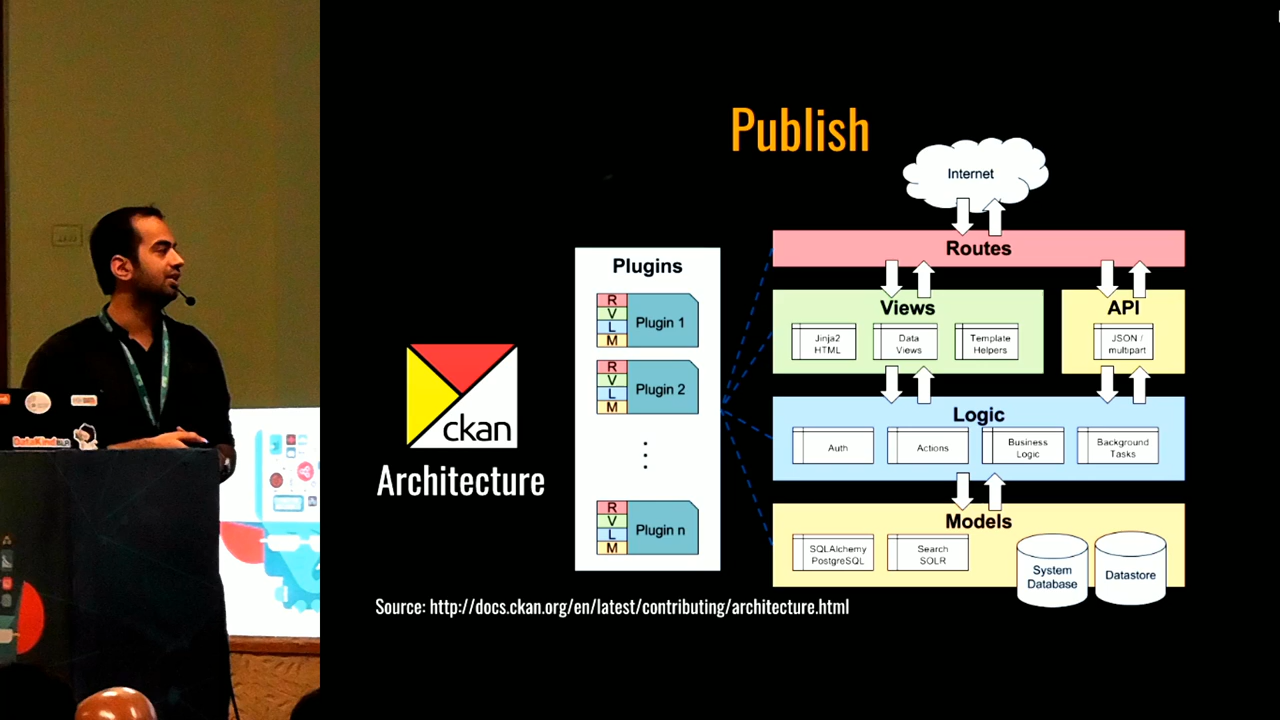 Publish
Internet
Routes
Plugins
R
V
L
M
Plugin 1
Views
API
Jinja2
HTML
Data
Views
Template
Helpers
JSON /
multipart
R
V
L
M
Plugin 2
ckan
Architecture
Logic
Auth
Actions
Business
Logic
Background
Tasks
R
V
L
M
Plugin n
Models
SQLAlchemy
PostgreSQL
Search
SOLR
System
Database
Datastore
Source: http://docs.ckan.org/en/latest/contributing/architecture.html
DataKind